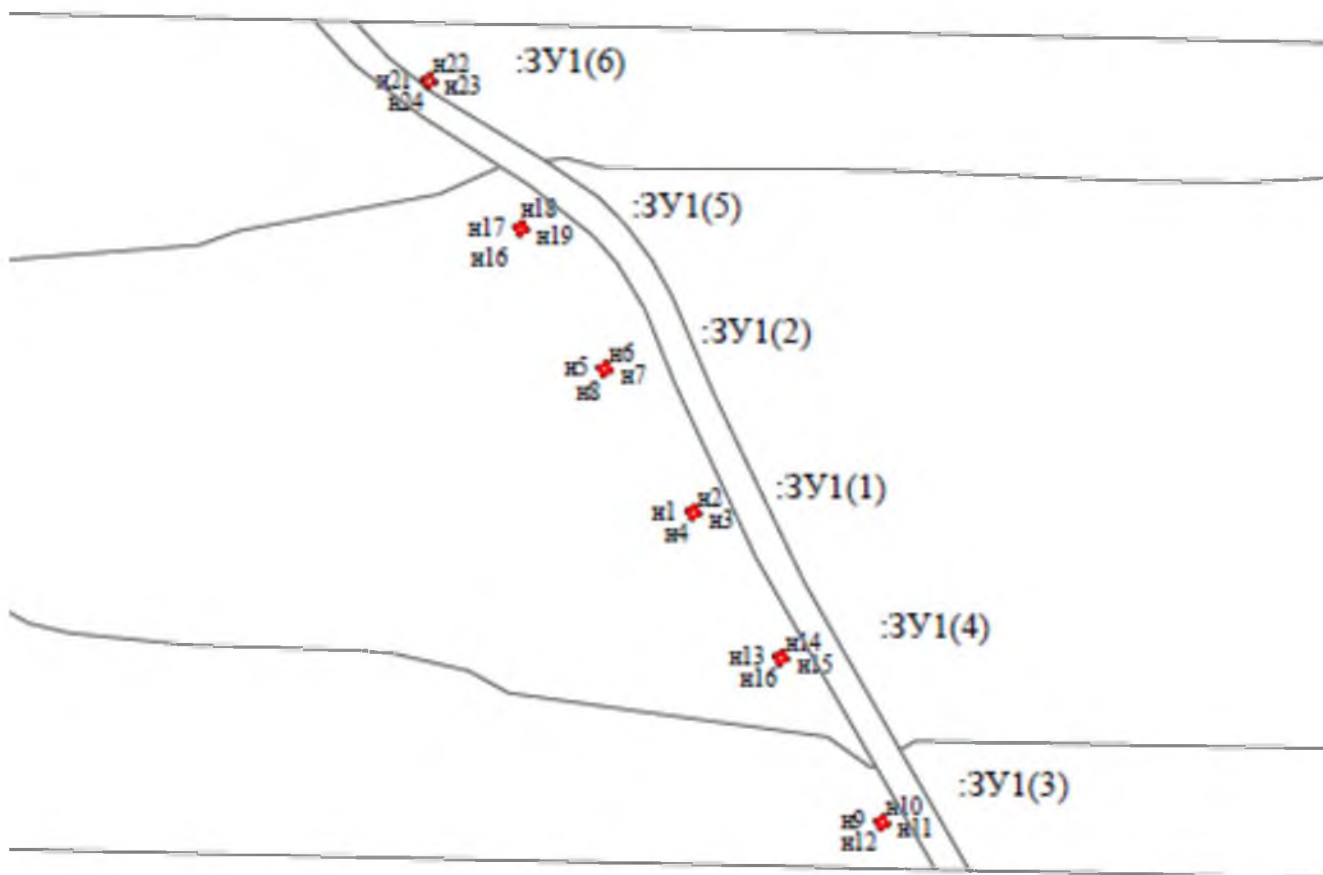 н22
:ЗУ1(6)
н21
н23
н24
н18
:ЗУ1(5)
н17
н19
н16
:ЗУ1(2)
н6
н5
н7
н8
:ЗУ1(1)
н2
н1
н3
н4
:ЗУ1(4)
н14
н13
н15
н16
:ЗУ1(3)
н10
н9
н11
н12